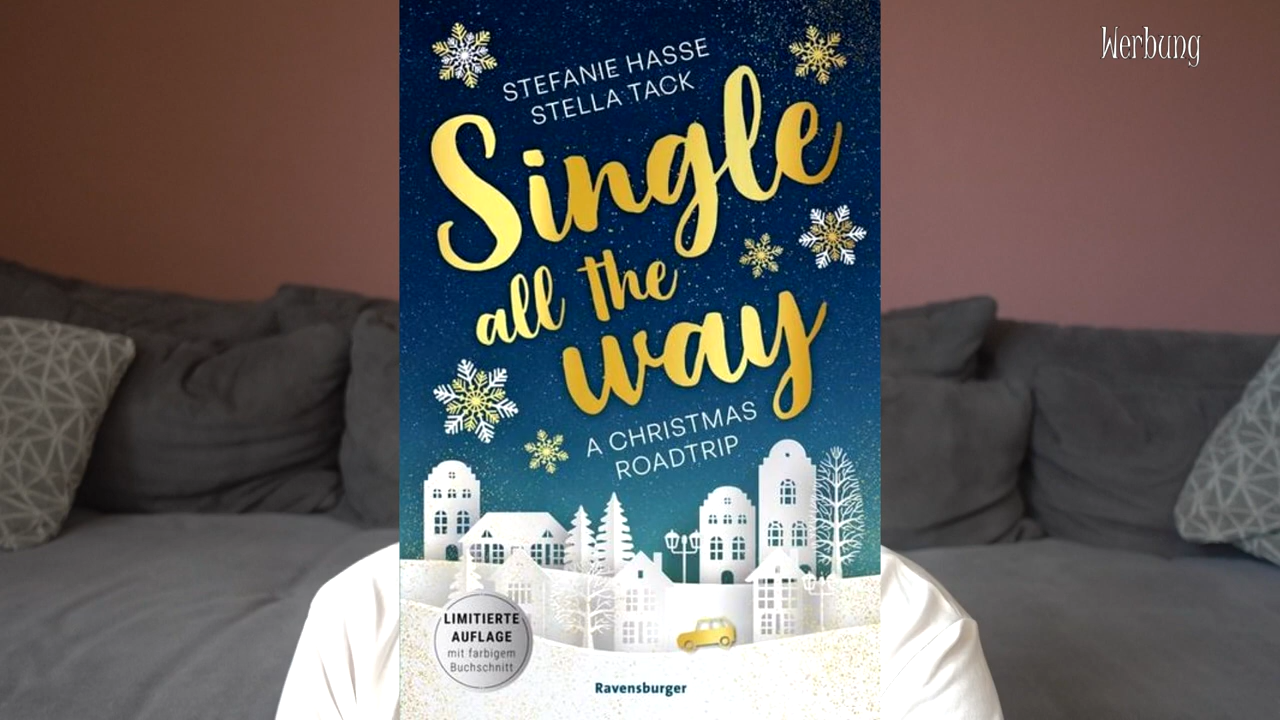 Werbung
STEFANIE HASSE
STELLA TACK
Single
all the
way
A CHRISTMAS
ROADTRIP
LIMITIERTE
AUFLAGE
mit farbigem
Buchschnitt
Ravensburger